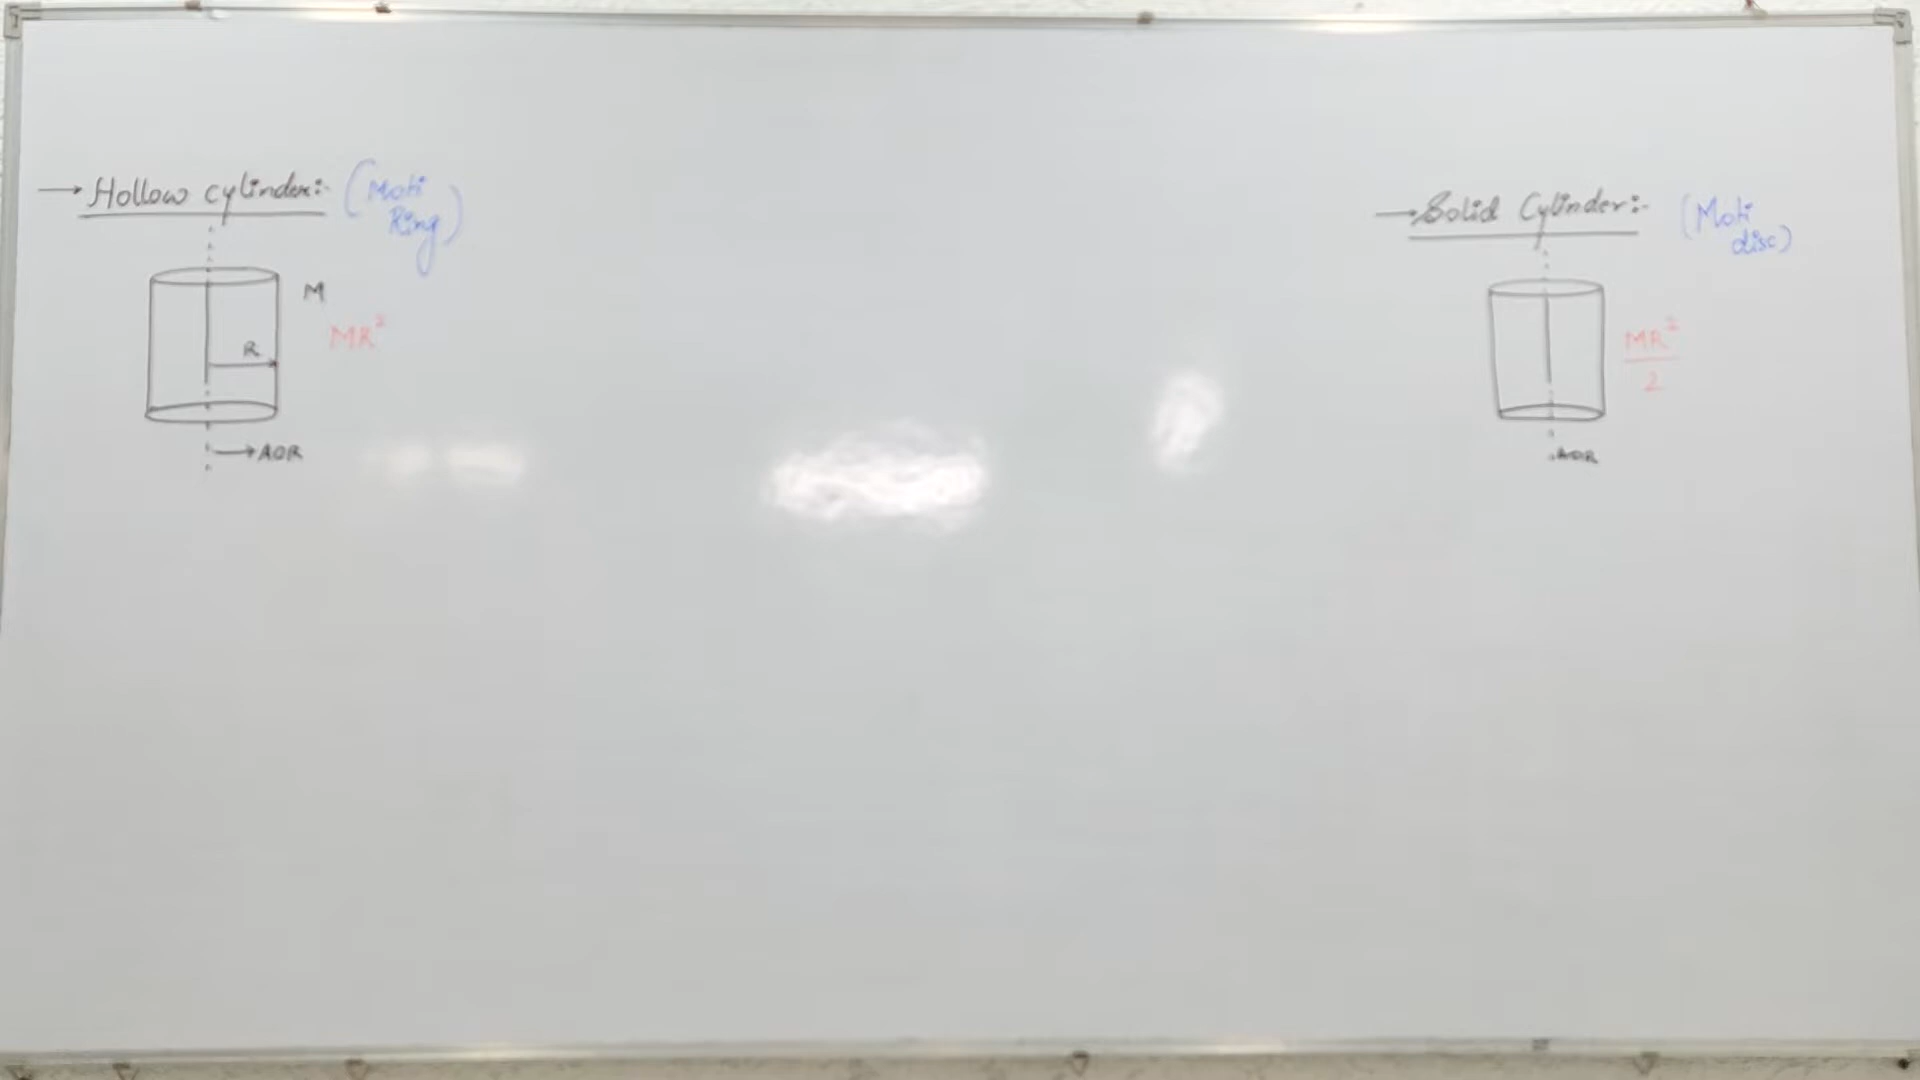 → Hollow cylinder:- (Moti
Ring)
M
MR²
R
→AOR
→Solid Cylinder:- (Moti
disc)
MR²
2
AOR